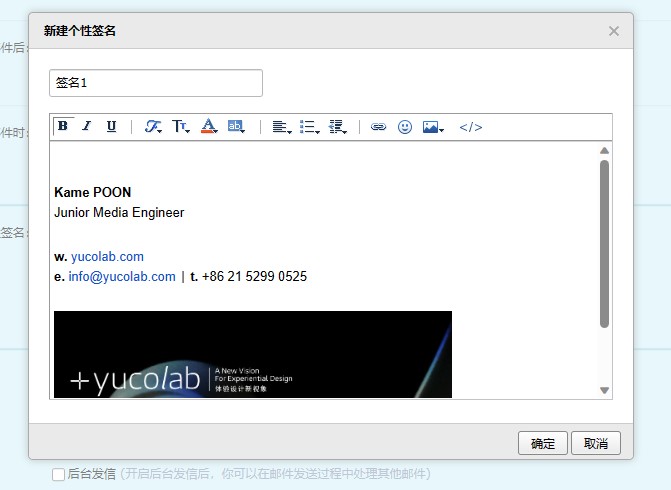 新建个性签名
件后:
签名1
件时:
B I U
Kame POON
Junior Media Engineer
签名:
w. yucolab.com
e. info@yucolab.com | t. +86 21 5299 0525
+yucolab
A New Vision
For Experiential Design
体验设计新视象
确定 取消
后台发信 (开启后台发信后，你可以在邮件发送过程中处理其他邮件)